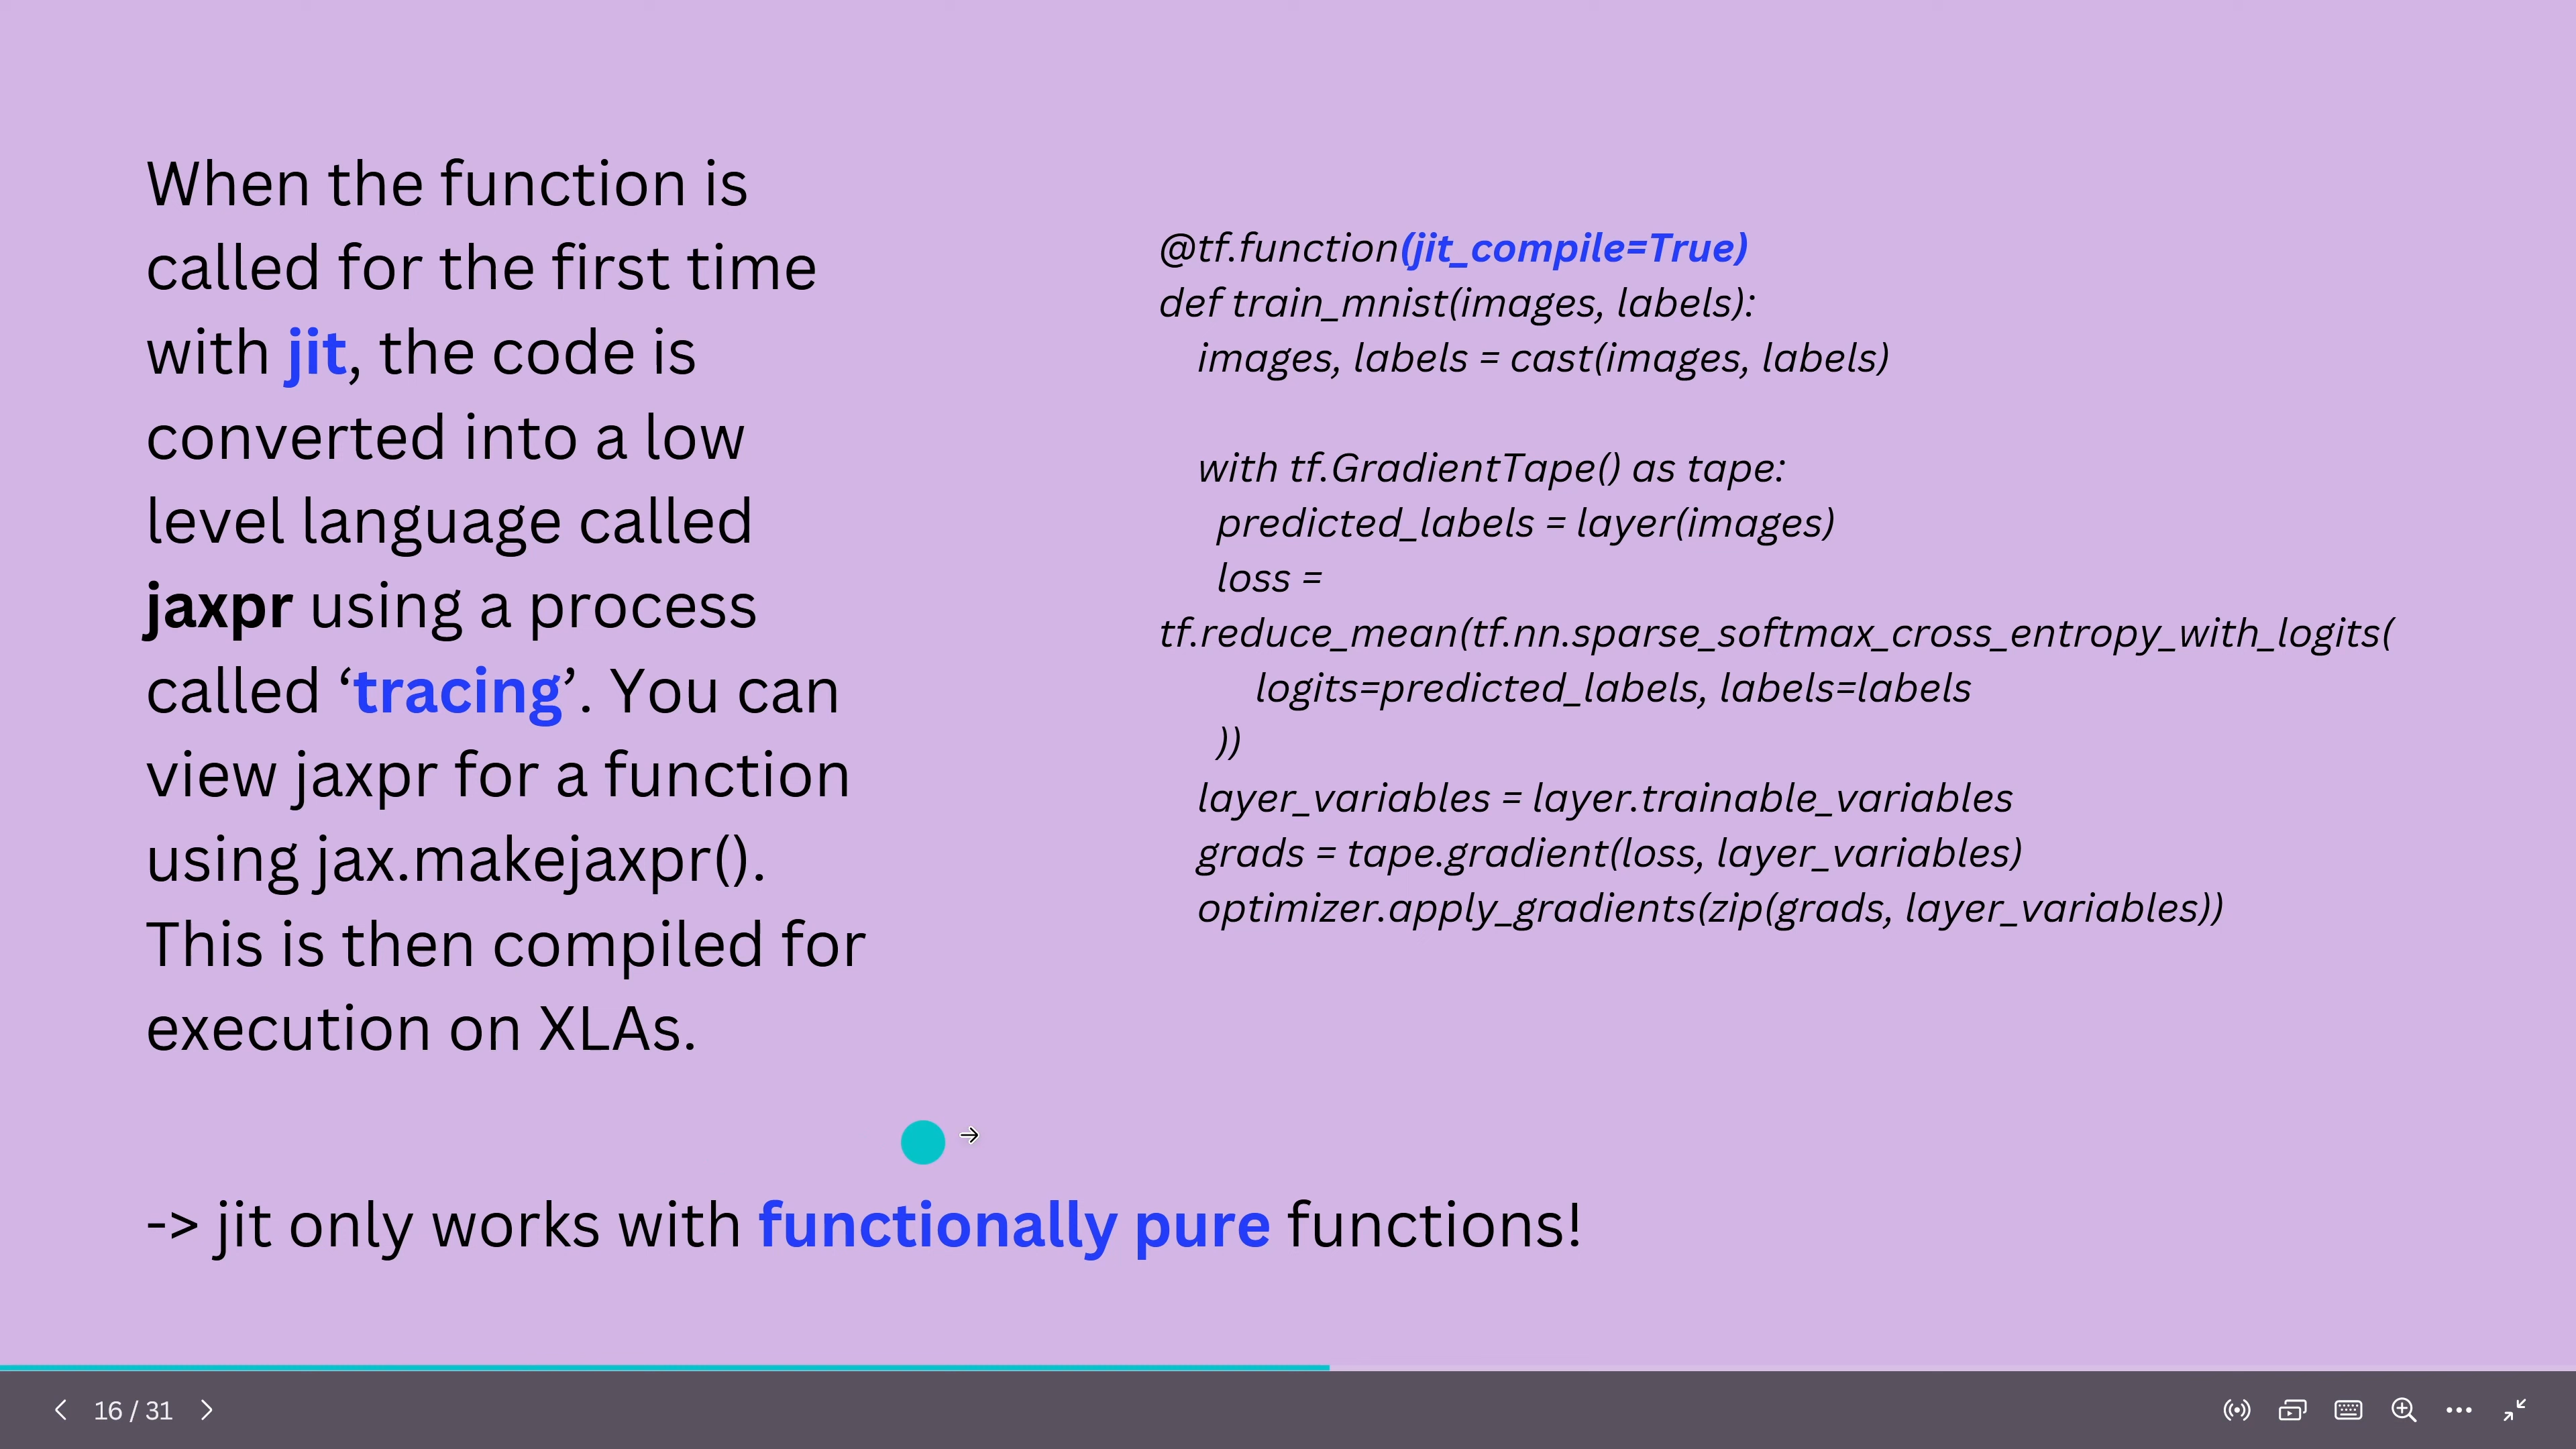 When the function is
called for the first time
with jit, the code is
converted into a low
level language called
jaxpr using a process
called ‘tracing’. You can
view jaxpr for a function
using jax.makejaxpr().
This is then compiled for
execution on XLAs.
-> jit only works with functionally pure functions!
@tf.function(jit_compile=True)
def train_mnist(images, labels):
images, labels = cast(images, labels)
with tf.GradientTape() as tape:
predicted_labels = layer(images)
loss =
tf.reduce_mean(tf.nn.sparse_softmax_cross_entropy_with_logits(
logits=predicted_labels, labels=labels
))
layer_variables = layer.trainable_variables
grads = tape.gradient(loss, layer_variables)
optimizer.apply_gradients(zip(grads, layer_variables))
16 / 31